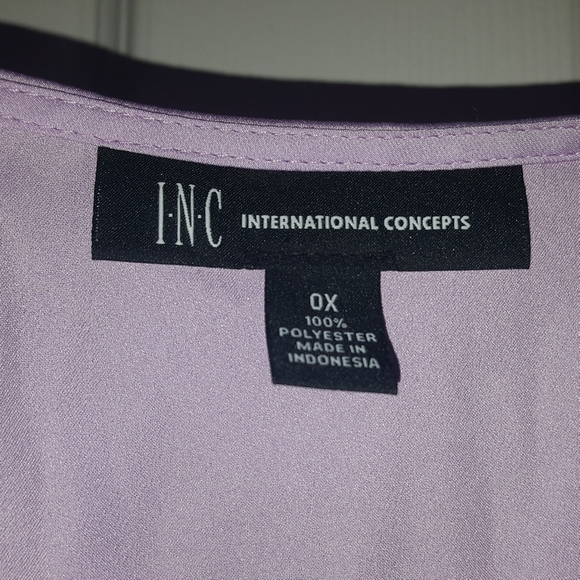 I·N·C INTERNATIONAL CONCEPTS
0X
100%
POLYESTER
MADE IN
INDONESIA